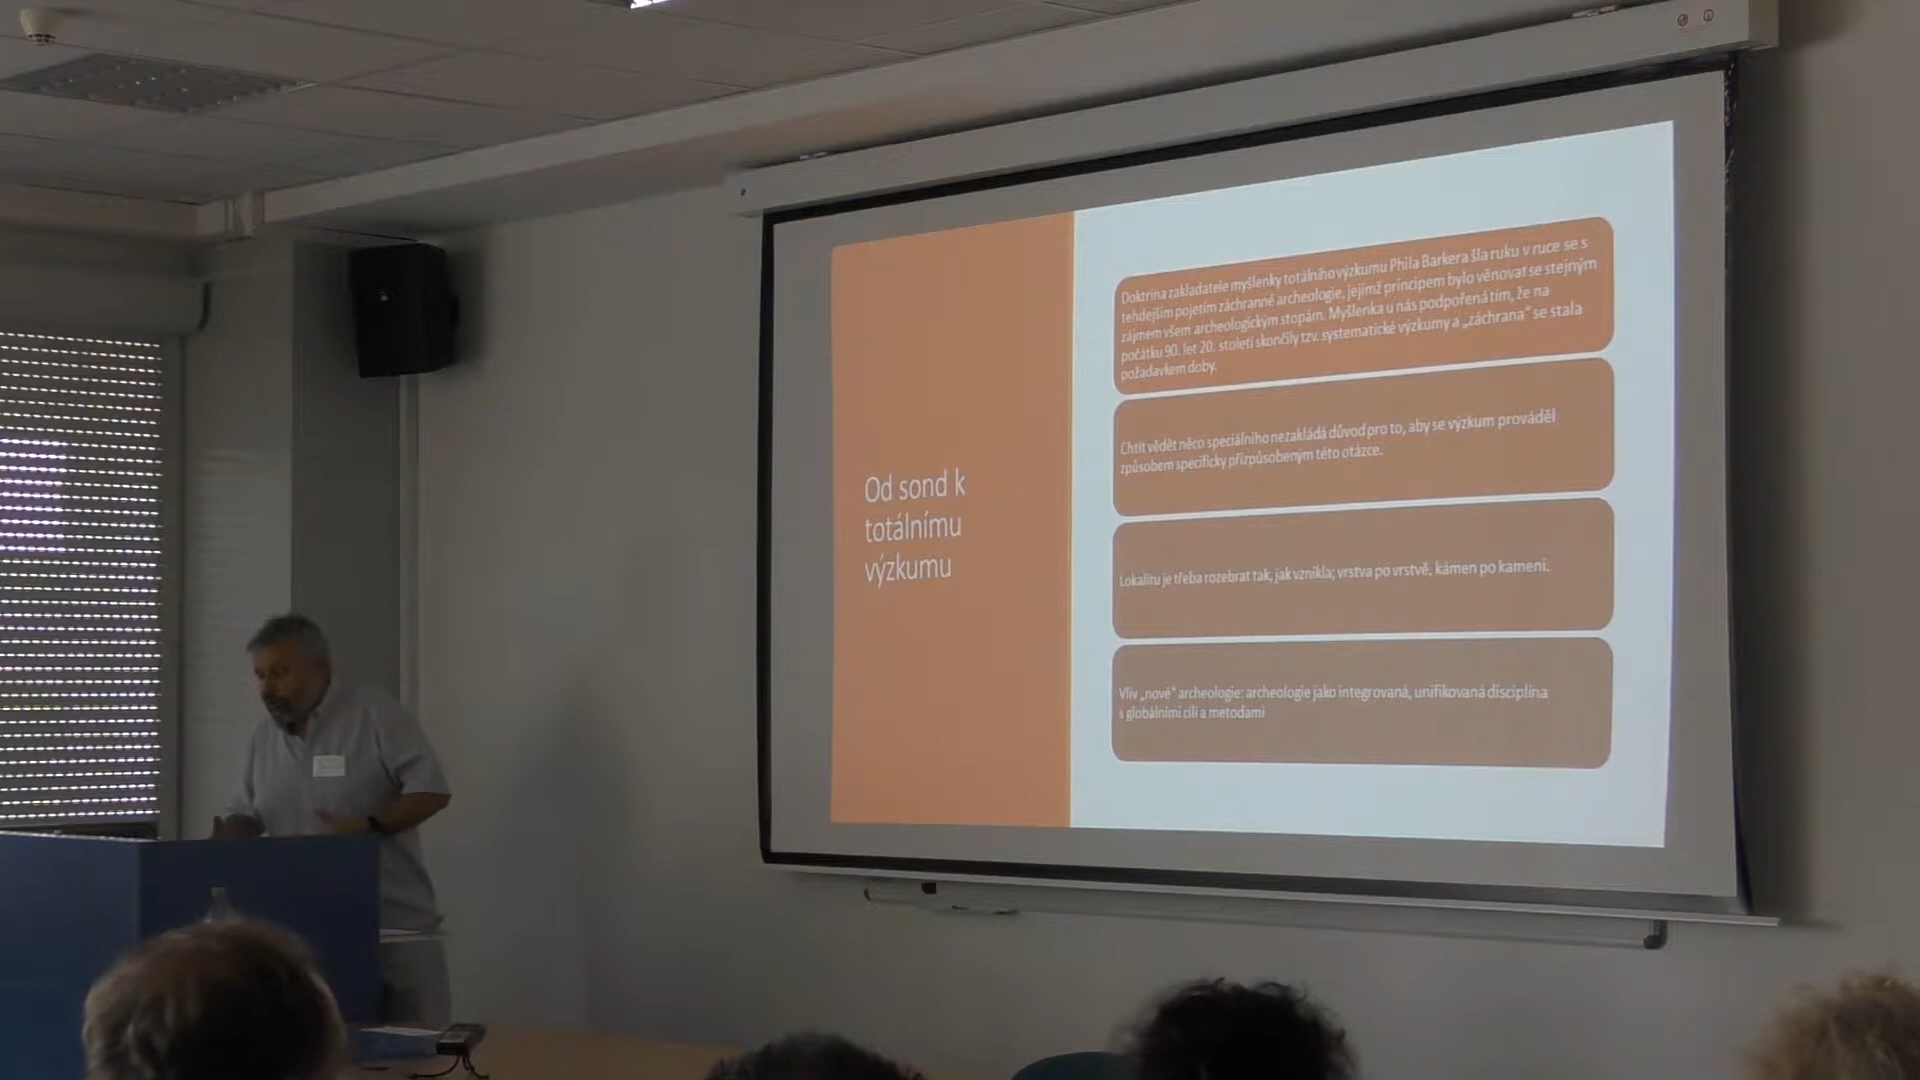 Od sond k
totálnímu
výzkumu
Doktrina zakladatele myšlenky totálního výzkumu Phila Barkera šla ruku v ruce se s
tehdejším pojetím záchranné archeologie, jejímž principem bylo věnovat se stejným
zájmem všem archeologickým stopám. Myšlenka u nás podpořená tím, že na
počátku 90. let 20. století skončily tzv. systematické výzkumy a „záchrana“ se stala
požadavkem doby.
Chtít vědět něco speciálního nezakládá důvod pro to, aby se výzkum prováděl
způsobem specificky přizpůsobeným této otázce.
Lokalitu je třeba rozebrat tak, jak vznikla; vrstva po vrstvě, kámen po kameni.
Vliv „nové“ archeologie: archeologie jako integrovaná, unifikovaná disciplína
s globálními cíli a metodami